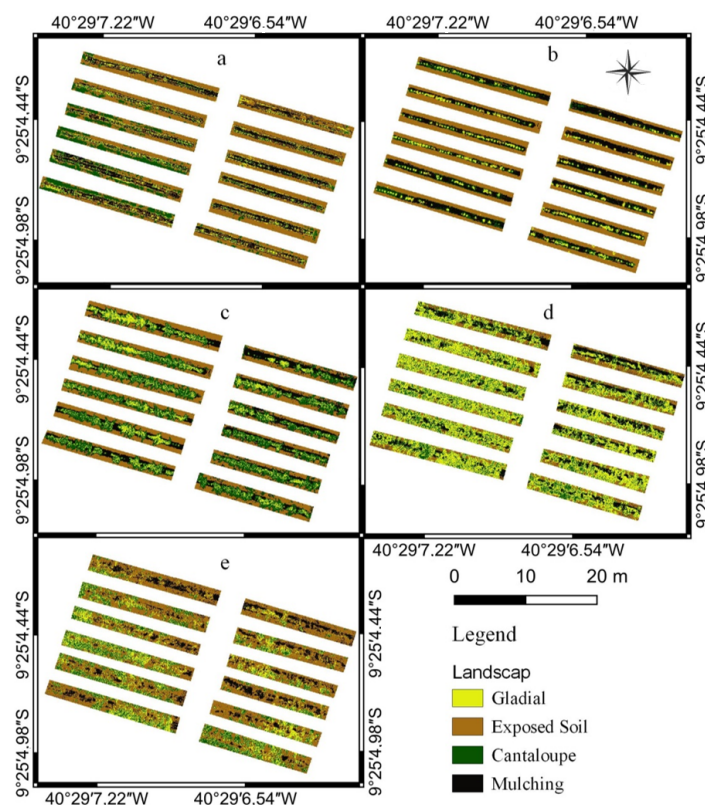 40°29′7.22″W 40°29′6.54″W 40°29′7.22″W 40°29′6.54″W
a
b
9°25′4.44″S
9°25′4.98″S
9°25′4.44″S
9°25′4.98″S
c
d
9°25′4.44″S
9°25′4.98″S
9°25′4.44″S
9°25′4.98″S
e
40°29′7.22″W 40°29′6.54″W
9°25′4.44″S
9°25′4.98″S
9°25′4.44″S
9°25′4.98″S
0 10 20 m
Legend
Landscap
Gladial
Exposed Soil
Cantaloupe
Mulching
40°29′7.22″W 40°29′6.54″W